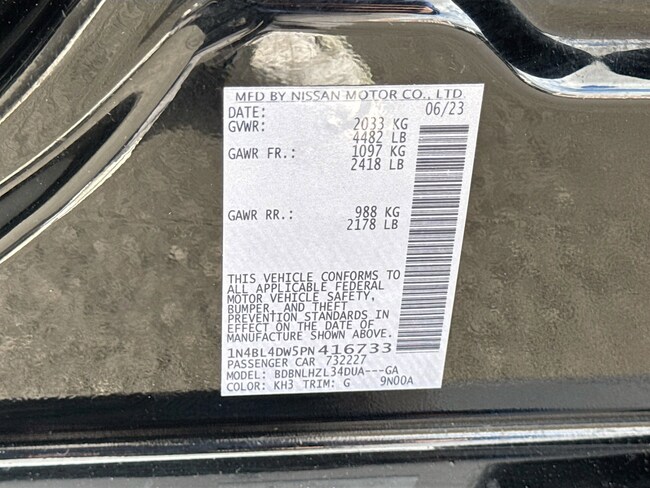 MFD BY NISSAN MOTOR CO., LTD.
DATE: 06/23
GVWR: 2033 KG
4482 LB
GAWR FR.: 1097 KG
2418 LB
GAWR RR.: 988 KG
2178 LB
THIS VEHICLE CONFORMS TO
ALL APPLICABLE FEDERAL
MOTOR VEHICLE SAFETY,
BUMPER, AND THEFT
PREVENTION STANDARDS IN
EFFECT ON THE DATE OF
MANUFACTURE SHOWN ABOVE.
1N4BL4DW5PN416733
PASSENGER CAR 732227
MODEL: BDBNLHZL34DUA---GA
COLOR: KH3 TRIM: G 9N00A